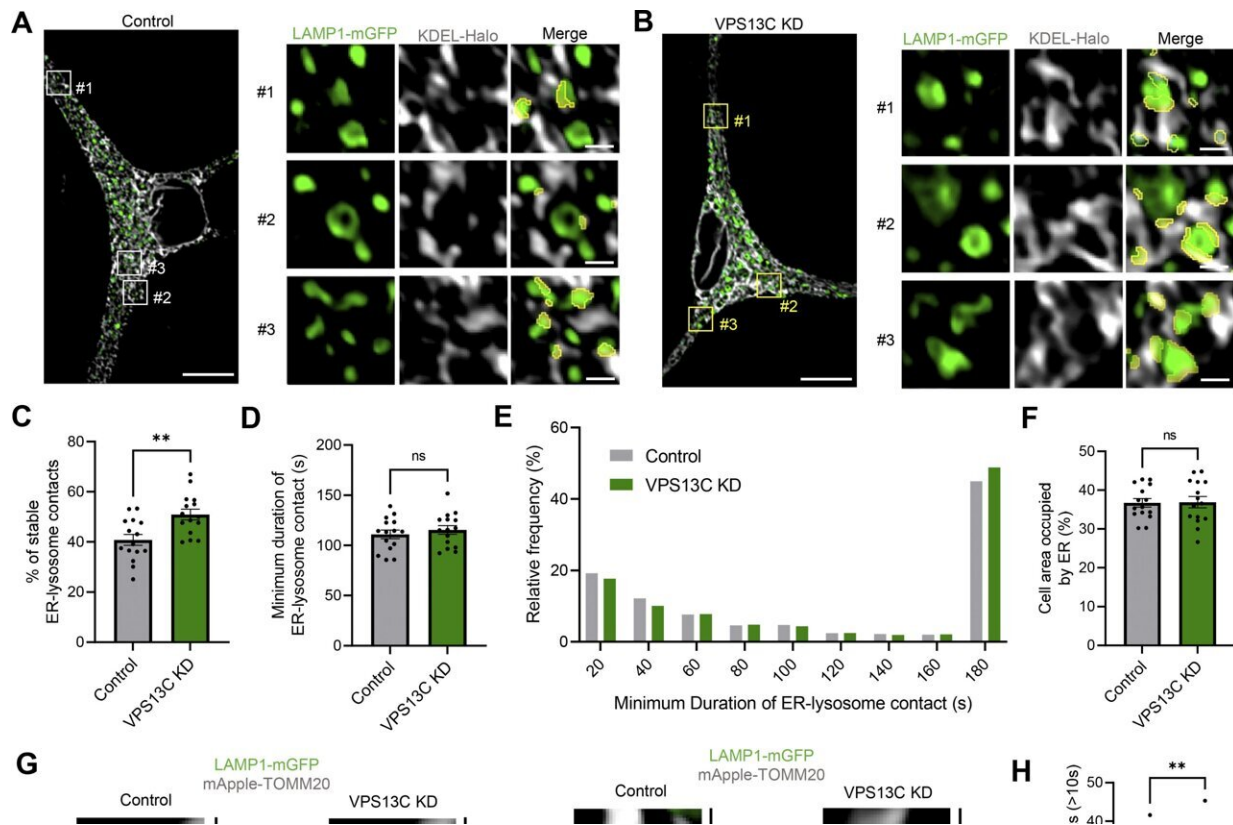 A
Control
LAMP1-mGFP
KDEL-Halo
Merge
#1
#3
#2
#1
#2
#3
B
VPS13C KD
LAMP1-mGFP
KDEL-Halo
Merge
#1
#2
#3
#1
#2
#3
C
% of stable
ER-lysosome contacts
80
60
40
20
0
**
Control
VPS13C KD
D
Minimum duration of
ER-lysosome contact (s)
200
150
100
50
0
ns
Control
VPS13C KD
E
Relative frequency (%)
60
40
20
0
Control
VPS13C KD
20
40
60
80
100
120
140
160
180
Minimum Duration of ER-lysosome contact (s)
F
Cell area occupied
by ER (%)
50
40
30
20
10
0
ns
Control
VPS13C KD
G
LAMP1-mGFP
mApple-TOMM20
Control
VPS13C KD
LAMP1-mGFP
mApple-TOMM20
Control
VPS13C KD
H
s (>10s)
50
40
**